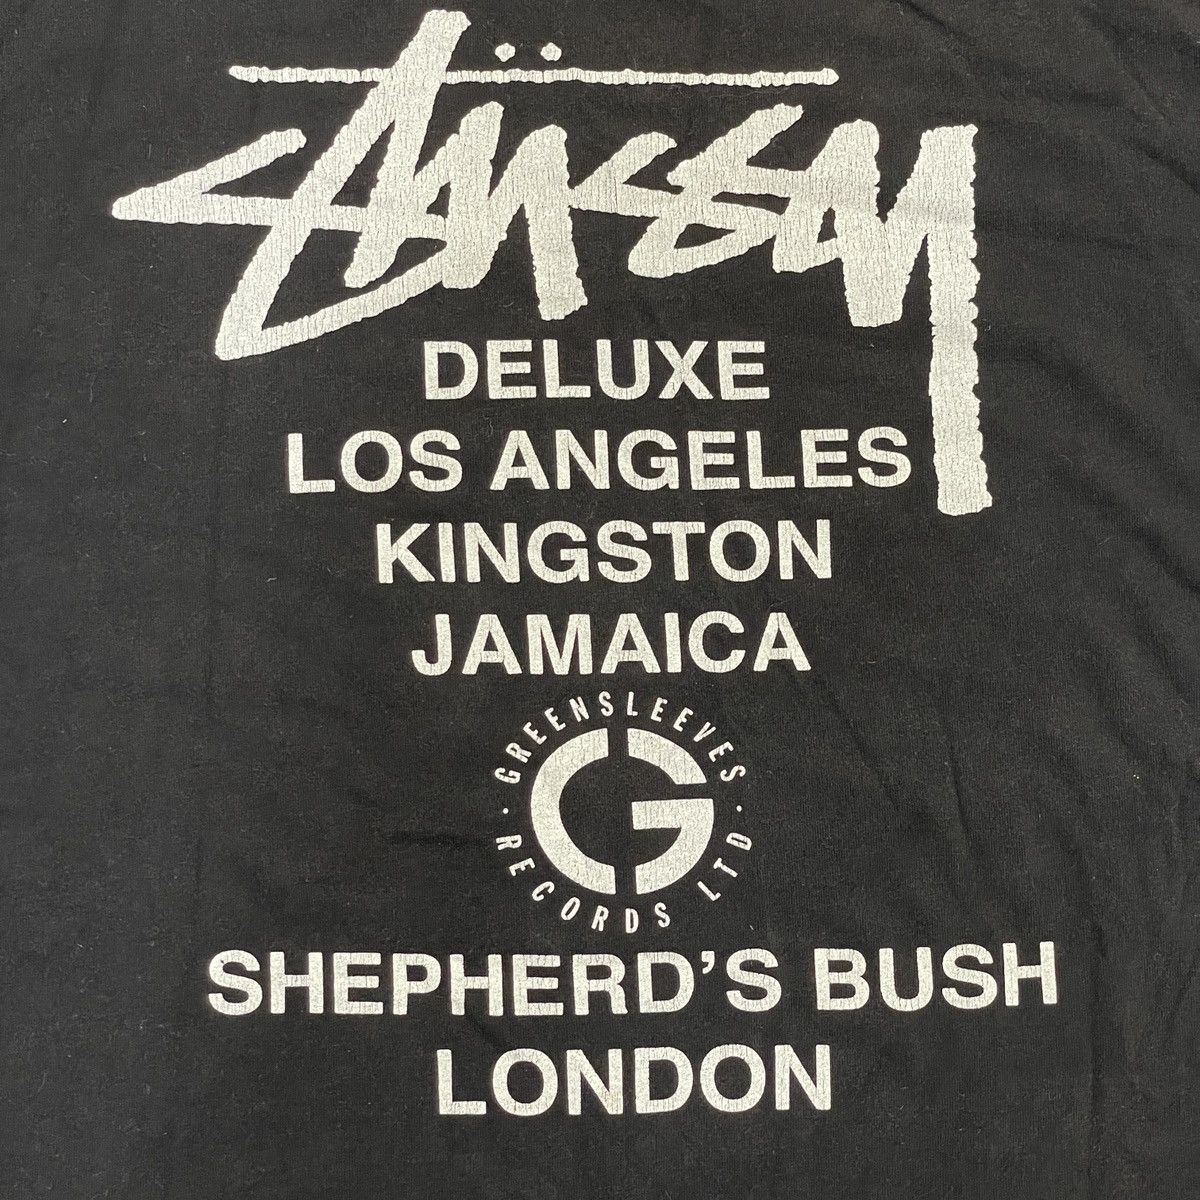 Stüssy
DELUXE
LOS ANGELES
KINGSTON
JAMAICA
· GREENSLEEVES ·
G
RECORDS LTD
SHEPHERD'S BUSH
LONDON